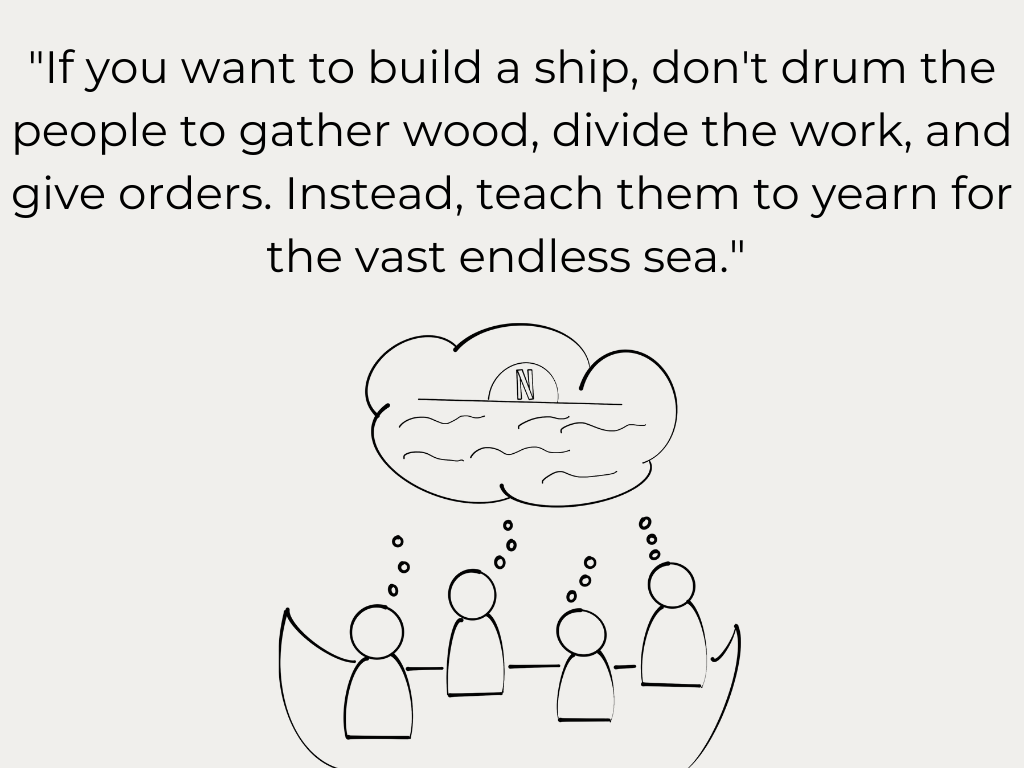 "If you want to build a ship, don't drum the
people to gather wood, divide the work, and
give orders. Instead, teach them to yearn for
the vast endless sea."
N